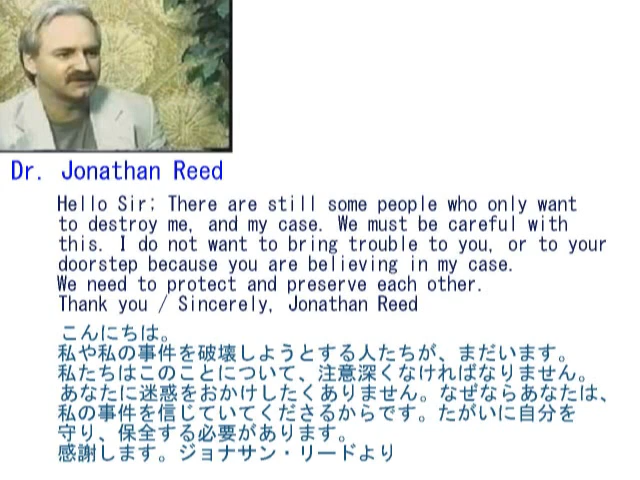 Dr. Jonathan Reed
Hello Sir: There are still some people who only want
to destroy me, and my case. We must be careful with
this. I do not want to bring trouble to you, or to your
doorstep because you are believing in my case.
We need to protect and preserve each other.
Thank you / Sincerely, Jonathan Reed
こんにちは。
私や私の事件を破壊しようとする人たちが、まだいます。
私たちはこのことについて、注意深くなければなりません。
あなたに迷惑をおかけしたくありません。なぜならあなたは、
私の事件を信じていてくださるからです。たがいに自分を
守り、保全する必要があります。
感謝します。ジョナサン・リードより